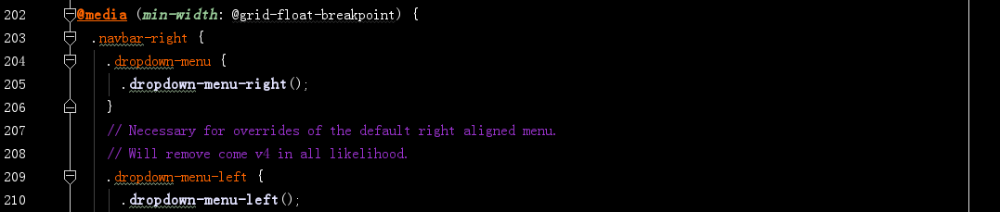 202 @media (min-width: @grid-float-breakpoint) {
203 .navbar-right {
204 .dropdown-menu {
205 .dropdown-menu-right();
206 }
207 // Necessary for overrides of the default right aligned menu.
208 // Will remove come v4 in all likelihood.
209 .dropdown-menu-left {
210 .dropdown-menu-left();